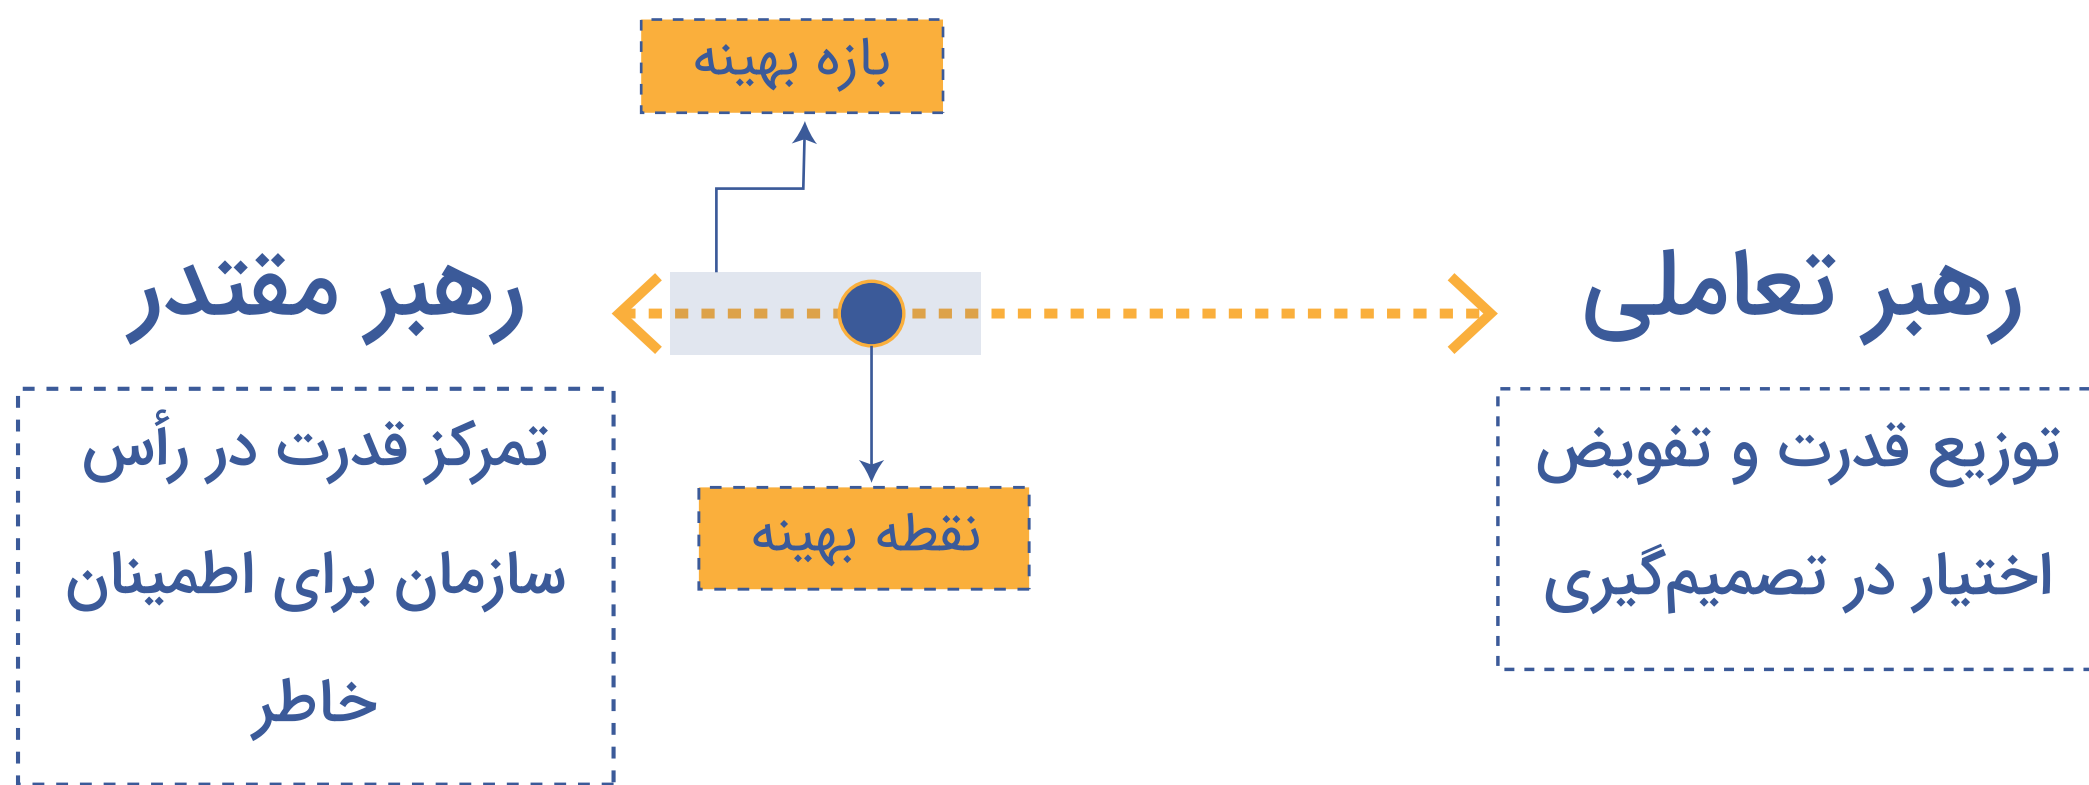 بازه بهینه
رهبر تعاملی
رهبر مقتدر
توزیع قدرت و تفویض
اختیار در تصمیم‌گیری
تمرکز قدرت در رأس
سازمان برای اطمینان
خاطر
نقطه بهینه